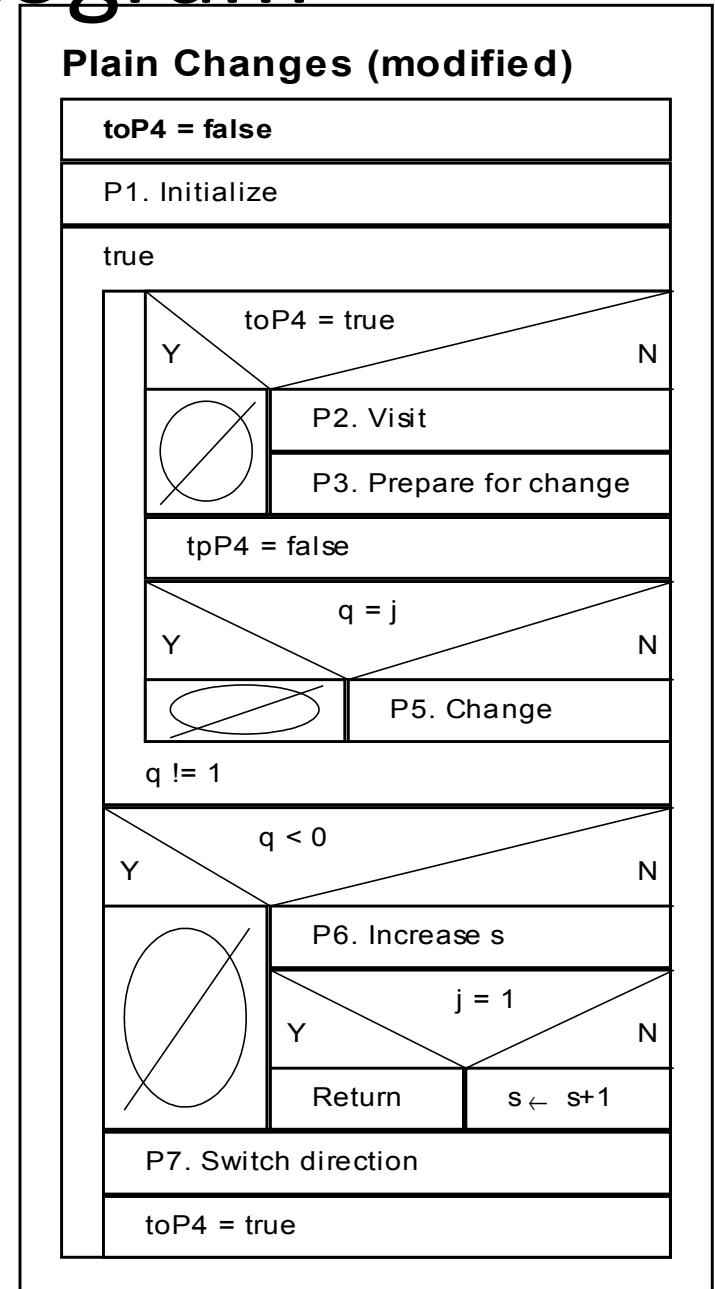 Plain Changes (modified)
toP4 = false
P1. Initialize
true
toP4 = true
Y
N
P2. Visit
P3. Prepare for change
tpP4 = false
q = j
Y
N
P5. Change
q != 1
q < 0
Y
N
P6. Increase s
j = 1
Y
N
Return
s ← s+1
P7. Switch direction
toP4 = true